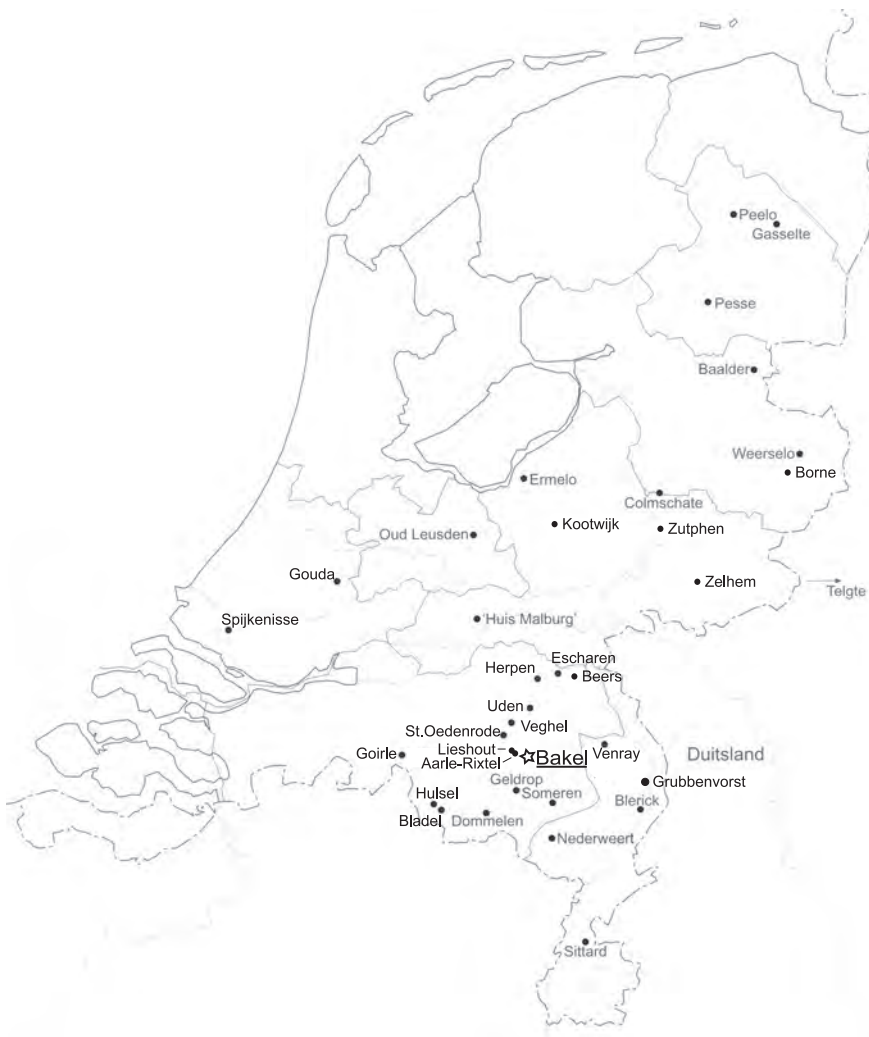 Peelo
Gasselte
Pesse
Baalder
Weerselo
Borne
Ermelo
Colmschate
Kootwijk
Zutphen
Oud Leusden
Gouda
Zelhem
Telgte
Spijkenisse
'Huis Malburg'
Escharen
Herpen
Beers
Uden
Veghel
St.Oedenrode
Lieshout
Venray
Goirle
Aarle-Rixtel
Bakel
Duitsland
Geldrop
Grubbenvorst
Hulsel
Someren
Blerick
Bladel
Dommelen
Nederweert
Sittard